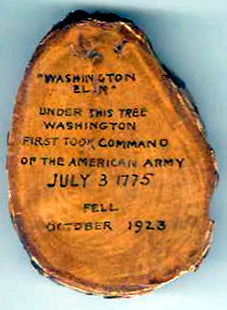 "WASHINGTON
ELM"
UNDER THIS TREE
WASHINGTON
FIRST TOOK COMMAND
OF THE AMERICAN ARMY
JULY 3 1775
FELL
OCTOBER 1923